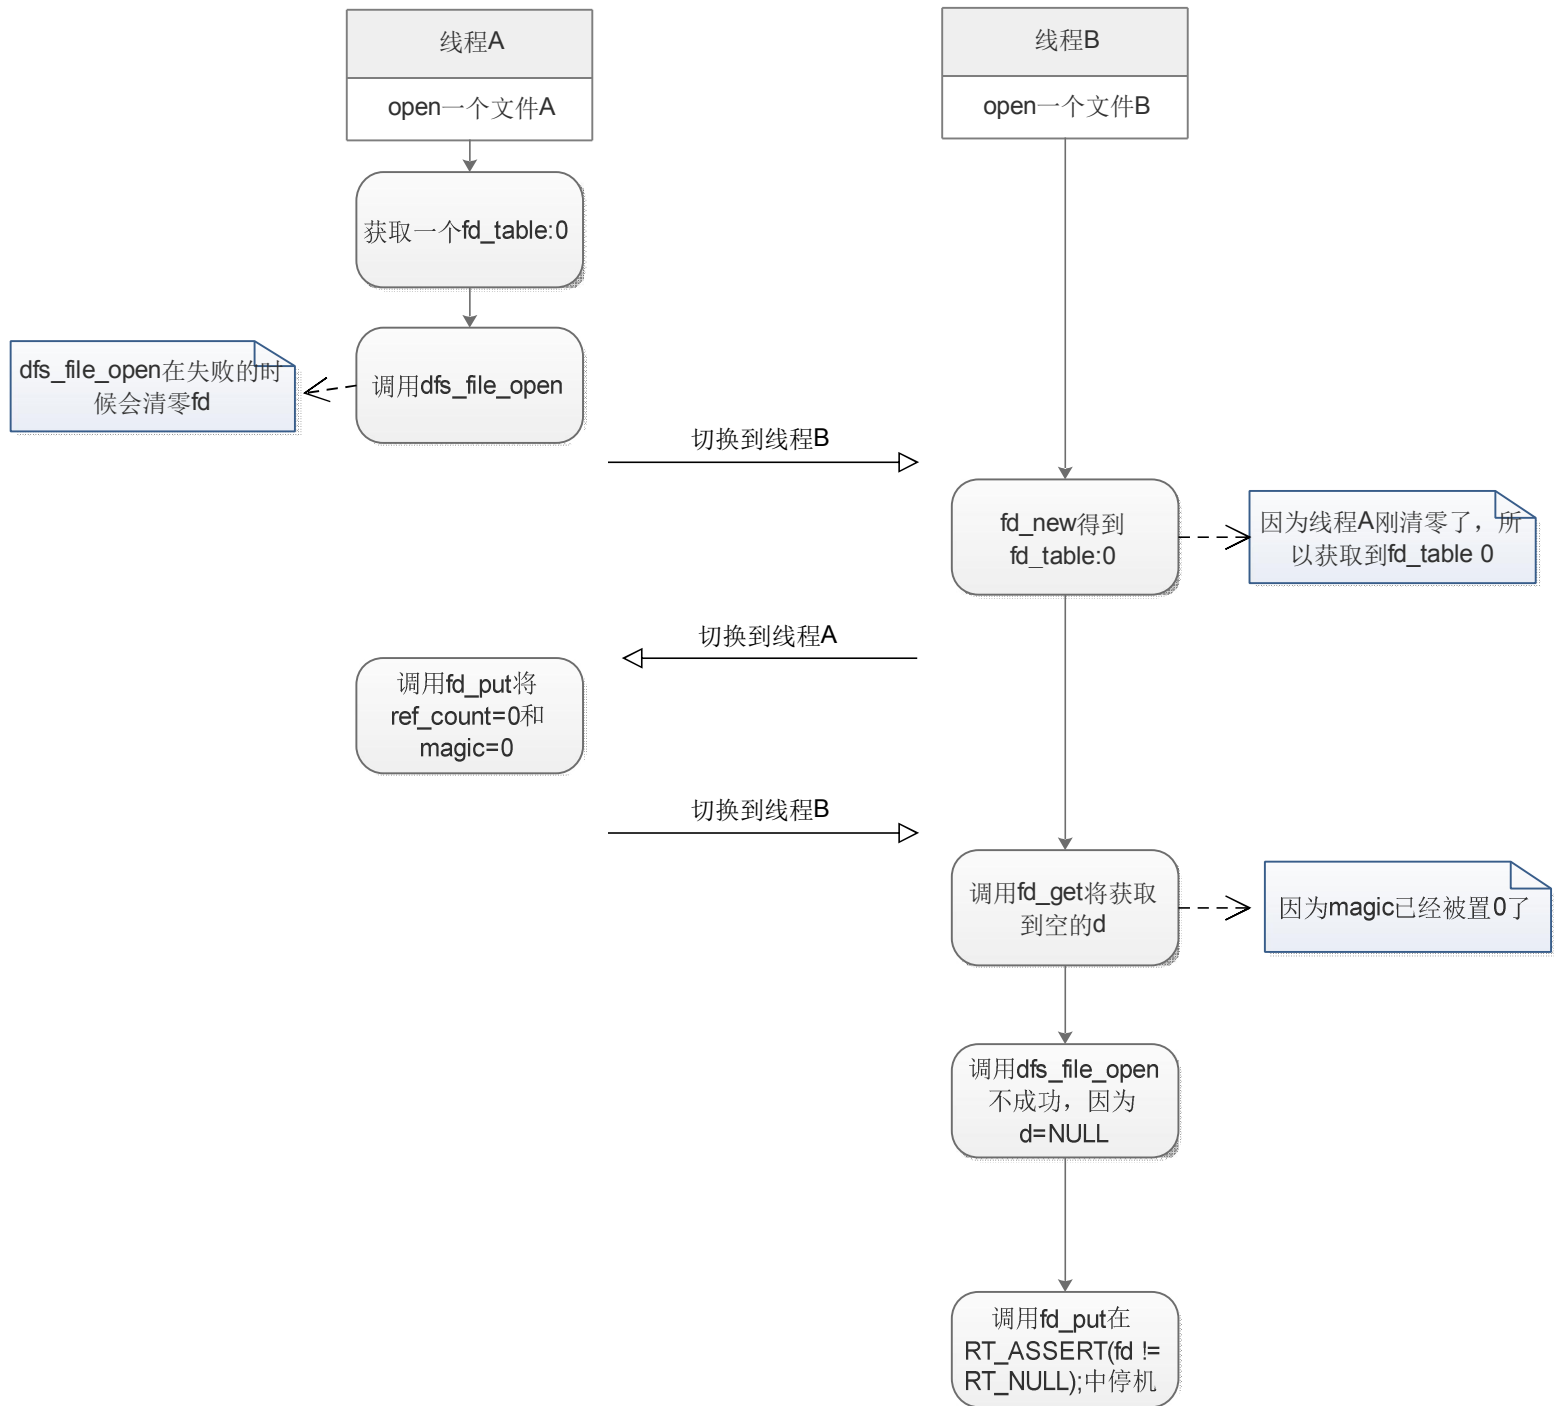 线程A
open一个文件A
线程B
open一个文件B
获取一个fd_table:0
dfs_file_open在失败的时
候会清零fd
调用dfs_file_open
切换到线程B
fd_new得到
fd_table:0
因为线程A刚清零了，所
以获取到fd_table 0
切换到线程A
调用fd_put将
ref_count=0和
magic=0
切换到线程B
调用fd_get将获取
到空的d
因为magic已经被置0了
调用dfs_file_open
不成功，因为
d=NULL
调用fd_put在
RT_ASSERT(fd !=
RT_NULL);中停机